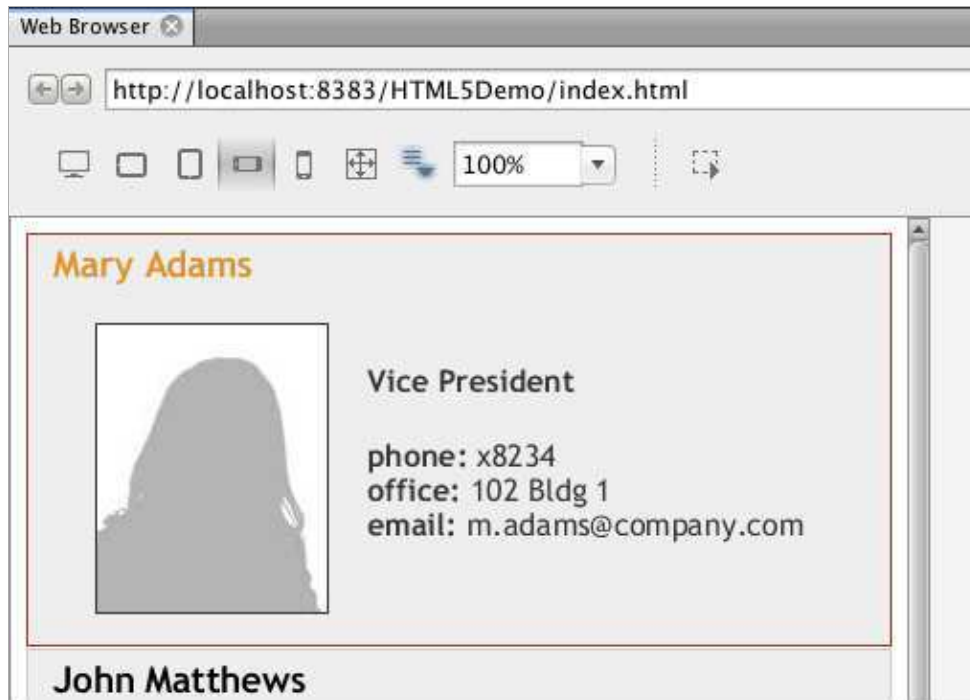 Web Browser
http://localhost:8383/HTML5Demo/index.html
100%
Mary Adams
Vice President
phone: x8234
office: 102 Bldg 1
email: m.adams@company.com
John Matthews